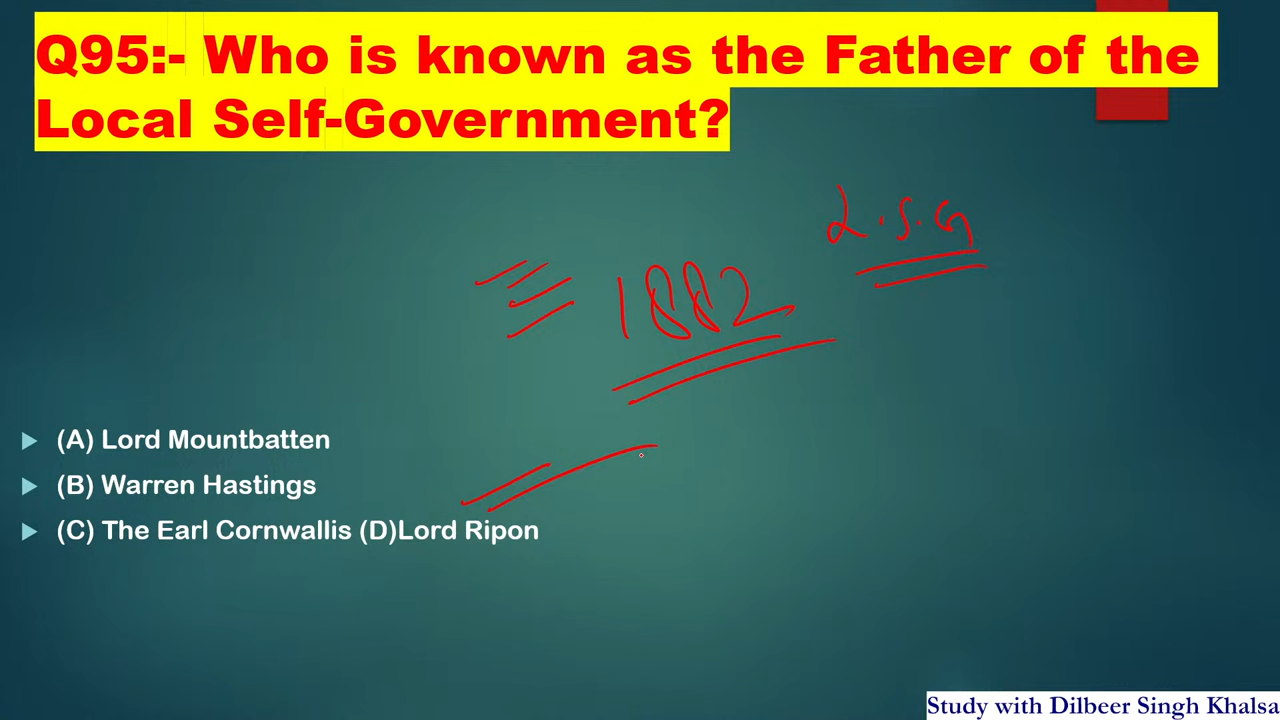 Q95:- Who is known as the Father of the
Local Self-Government?
L.S.G
1882
(A) Lord Mountbatten
(B) Warren Hastings
(C) The Earl Cornwallis (D)Lord Ripon
Study with Dilbeer Singh Khalsa